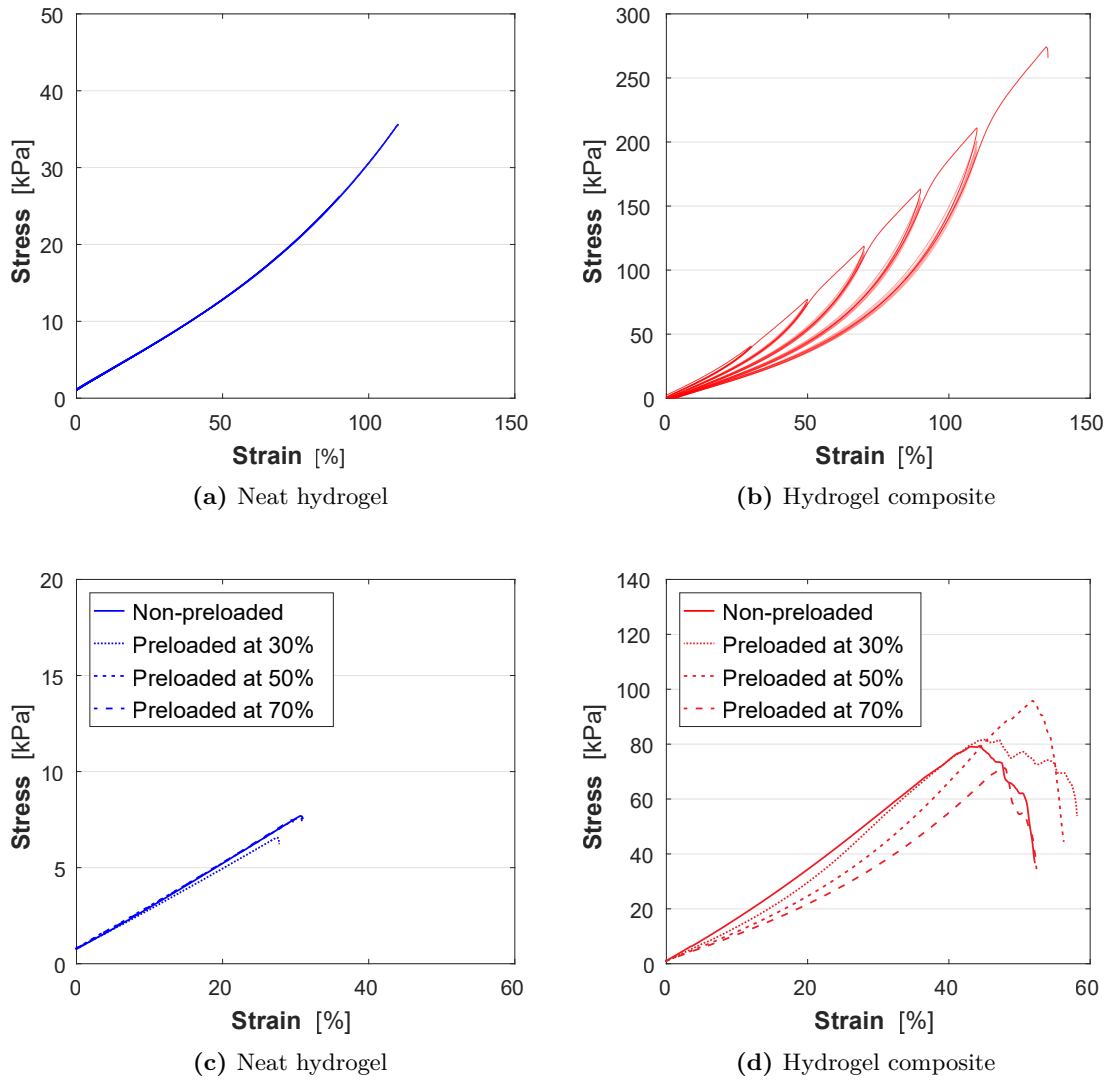 50
40
30
20
10
0
0
50
100
150
Stress [kPa]
Strain [%]
(a) Neat hydrogel
300
250
200
150
100
50
0
0
50
100
150
Stress [kPa]
Strain [%]
(b) Hydrogel composite
20
15
10
5
0
0
20
40
60
Stress [kPa]
Strain [%]
Non-preloaded
Preloaded at 30%
Preloaded at 50%
Preloaded at 70%
(c) Neat hydrogel
140
120
100
80
60
40
20
0
0
20
40
60
Stress [kPa]
Strain [%]
Non-preloaded
Preloaded at 30%
Preloaded at 50%
Preloaded at 70%
(d) Hydrogel composite